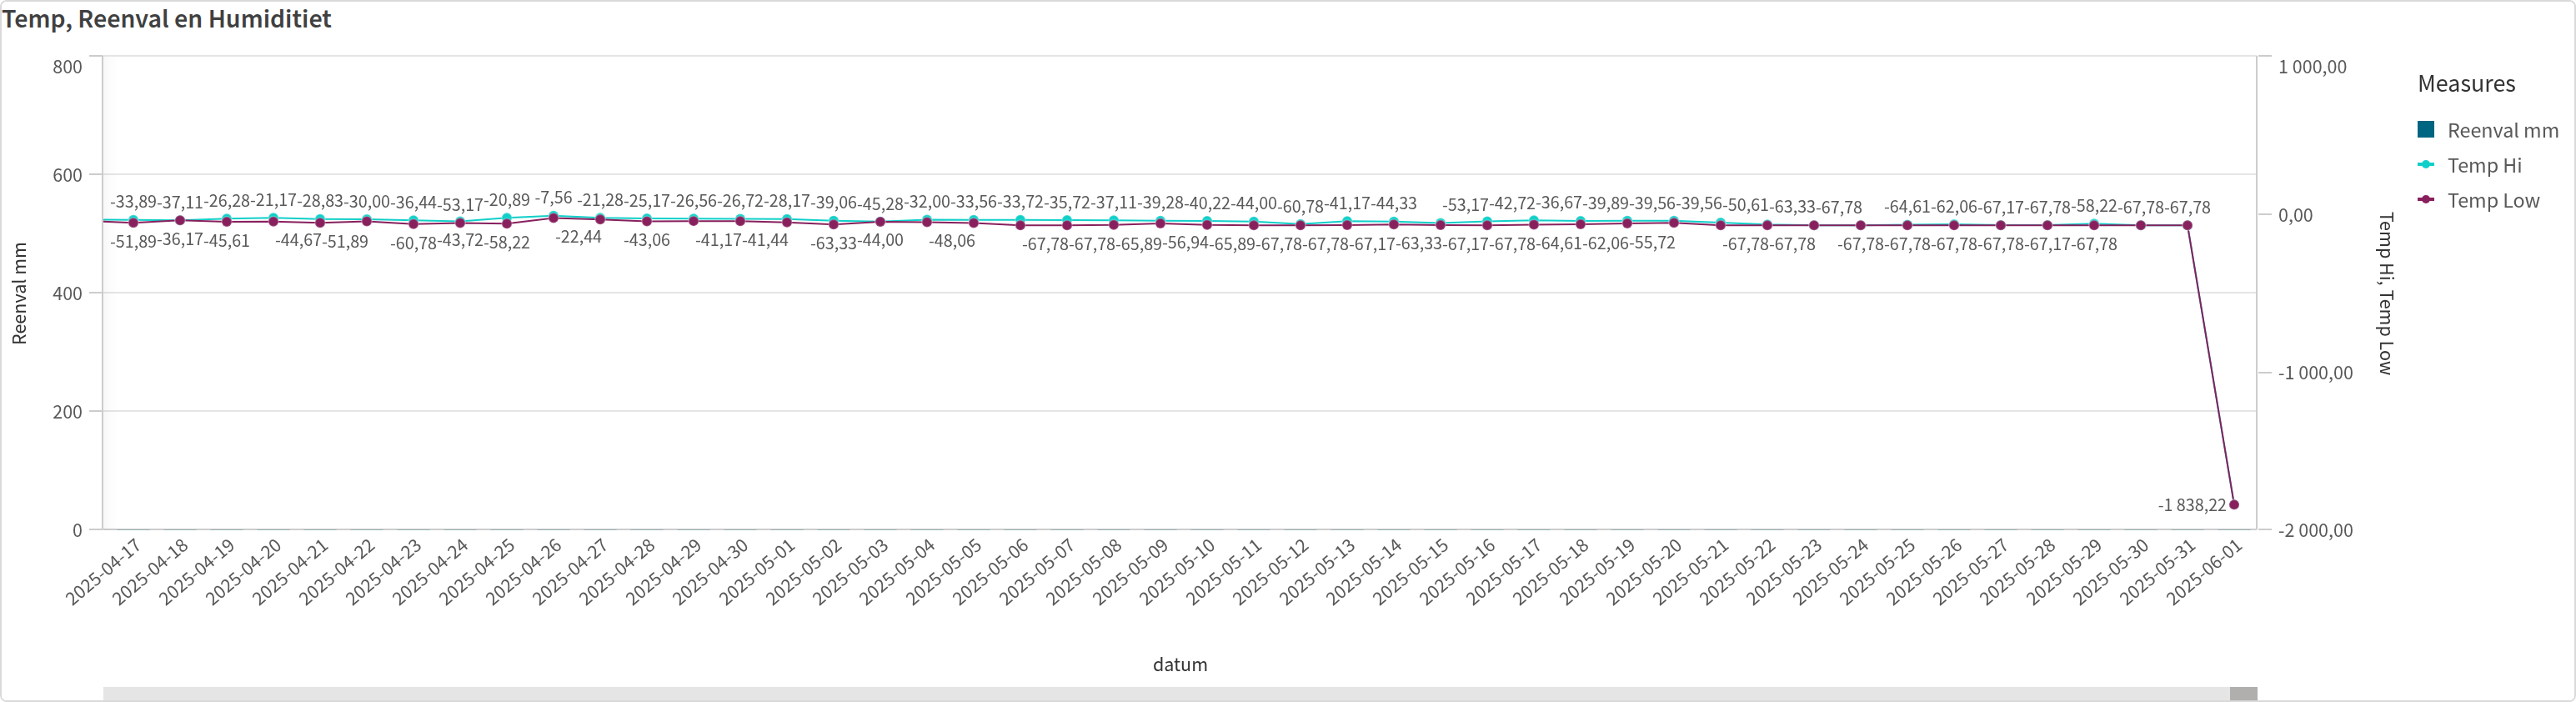 Temp, Reenval en Humiditiet
800
600
400
200
0
Reenval mm
1 000,00
0,00
-1 000,00
-2 000,00
Temp Hi, Temp Low
Measures
Reenval mm
Temp Hi
Temp Low
-33,89 -37,11 -26,28 -21,17 -28,83 -30,00 -36,44 -53,17 -20,89 -7,56 -21,28 -25,17 -26,56 -26,72 -28,17 -39,06 -45,28 -32,00 -33,56 -33,72 -35,72 -37,11 -39,28 -40,22 -44,00 -60,78 -41,17 -44,33 -53,17 -42,72 -36,67 -39,89 -39,56 -39,56 -50,61 -63,33 -67,78 -64,61 -62,06 -67,17 -67,78 -58,22 -67,78 -67,78
-51,89 -36,17 -45,61 -44,67 -51,89 -60,78 -43,72 -58,22 -22,44 -43,06 -41,17 -41,44 -63,33 -44,00 -48,06 -67,78 -67,78 -65,89 -56,94 -65,89 -67,78 -67,78 -67,17 -63,33 -67,17 -67,78 -64,61 -62,06 -55,72 -67,78 -67,78 -67,78 -67,78 -67,78 -67,78 -67,17 -67,78
-1 838,22
2025-04-17 2025-04-18 2025-04-19 2025-04-20 2025-04-21 2025-04-22 2025-04-23 2025-04-24 2025-04-25 2025-04-26 2025-04-27 2025-04-28 2025-04-29 2025-04-30 2025-05-01 2025-05-02 2025-05-03 2025-05-04 2025-05-05 2025-05-06 2025-05-07 2025-05-08 2025-05-09 2025-05-10 2025-05-11 2025-05-12 2025-05-13 2025-05-14 2025-05-15 2025-05-16 2025-05-17 2025-05-18 2025-05-19 2025-05-20 2025-05-21 2025-05-22 2025-05-23 2025-05-24 2025-05-25 2025-05-26 2025-05-27 2025-05-28 2025-05-29 2025-05-30 2025-05-31 2025-06-01
datum